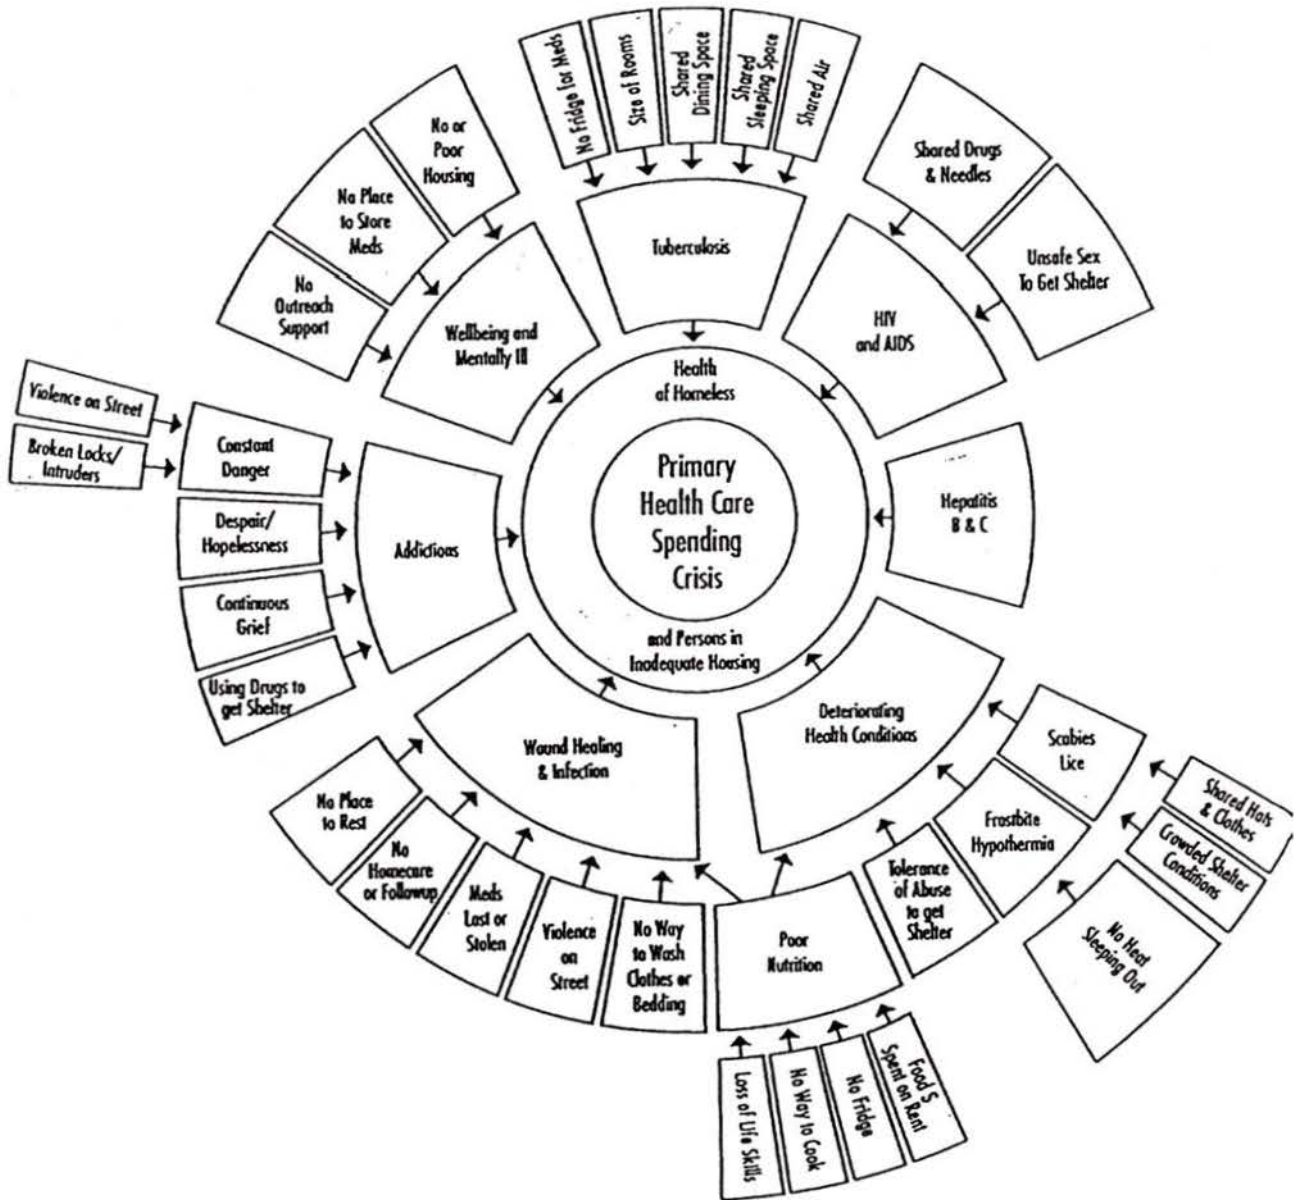 No Fridge for Meds
Size of Rooms
Shared
Dining Space
Shared
Sleeping Space
Shared Air
No or
Poor
Housing
No Place
to Store
Meds
No
Outreach
Support
Shared Drugs
& Needles
Unsafe Sex
To Get Shelter
Tuberculosis
Wellbeing and
Mentally Ill
HIV
and AIDS
Health
of Homeless
Primary
Health Care
Spending
Crisis
and Persons in
Inadequate Housing
Hepatitis
B & C
Violence on Street
Broken Locks/
Intruders
Constant
Danger
Despair/
Hopelessness
Continuous
Grief
Using Drugs to
get Shelter
Addictions
Wound Healing
& Infection
Deteriorating
Health Conditions
No Place
to Rest
No
Homecare
or Followup
Meds
Lost or
Stolen
Violence
on
Street
No Way
to Wash
Clothes or
Bedding
Poor
Nutrition
Tolerance
of Abuse
to get
Shelter
Frostbite
Hypothermia
Scabies
Lice
Shared Hats
& Clothes
Crowded Shelter
Conditions
No Heat
Sleeping Out
Loss of Life Skills
No Way to Cook
No Fridge
Food $
Spent on Rent